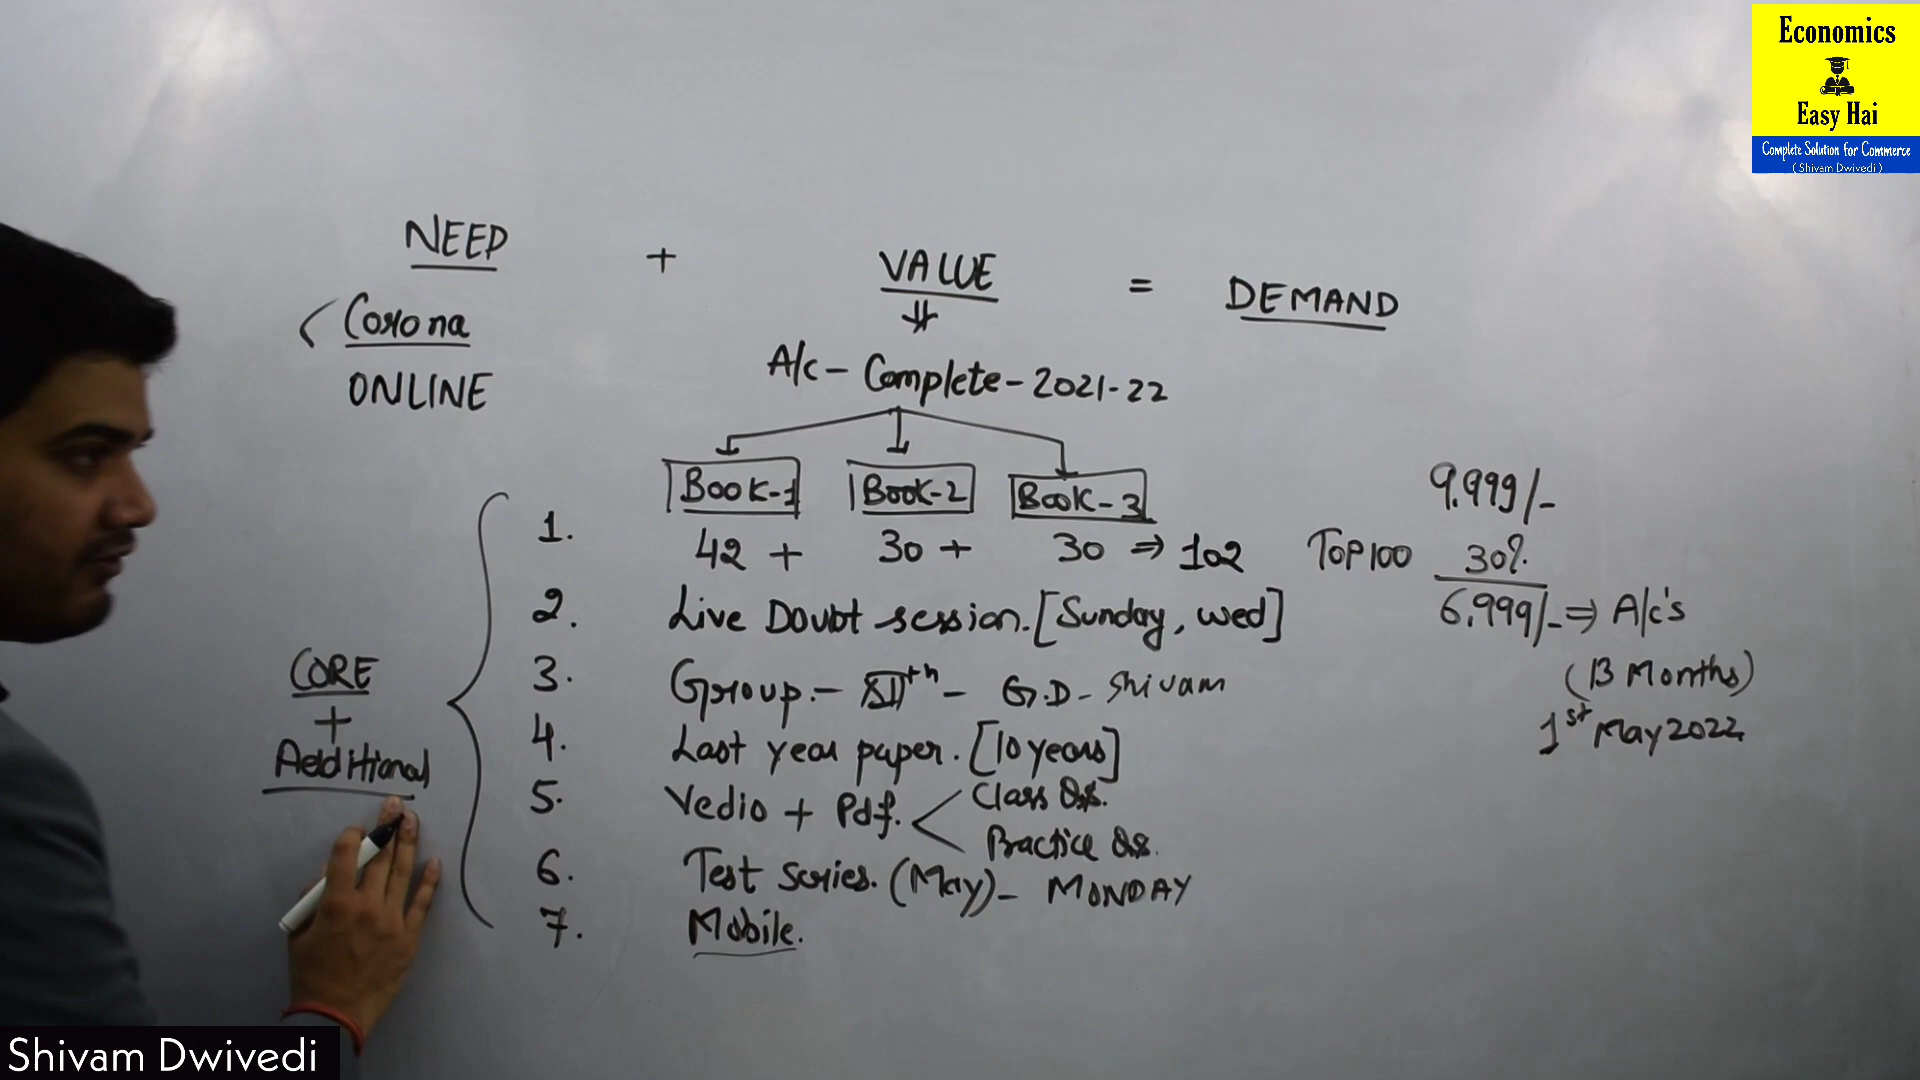 Economics
Easy Hai
Complete Solution for Commerce
(Shivam Dwivedi)
NEED + VALUE = DEMAND
Corona
ONLINE
A/c - Complete - 2021-22
Book-1 Book-2 Book-3
1. 42 + 30 + 30 ⇒ 102
2. Live Doubt session. [Sunday, Wed]
3. Group - th - G.D - Shivam
4. Last year paper. [10 years]
5. Vedio + Pdf. < Class Qs.
Practice Qs.
6. Test series. (May) - MONDAY
7. Mobile.
CORE
+
Additional
9,999/-
TOP 100 30%
6,999/- ⇒ A/c's
(13 Months)
1st May 2022
Shivam Dwivedi